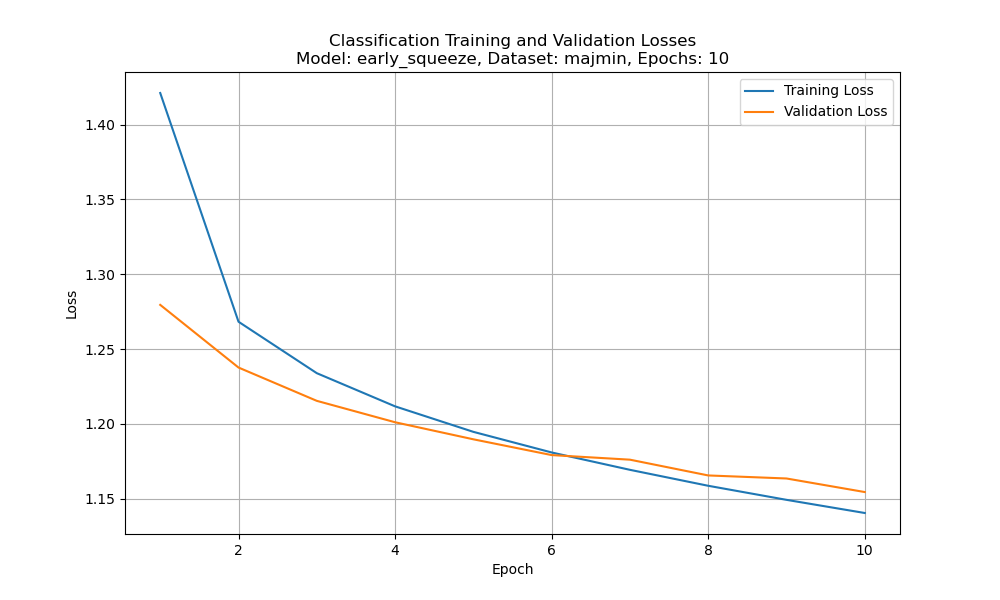 Classification Training and Validation Losses
Model: early_squeeze, Dataset: majmin, Epochs: 10
Training Loss
Validation Loss
1.40
1.35
1.30
1.25
1.20
1.15
Loss
2 4 6 8 10
Epoch